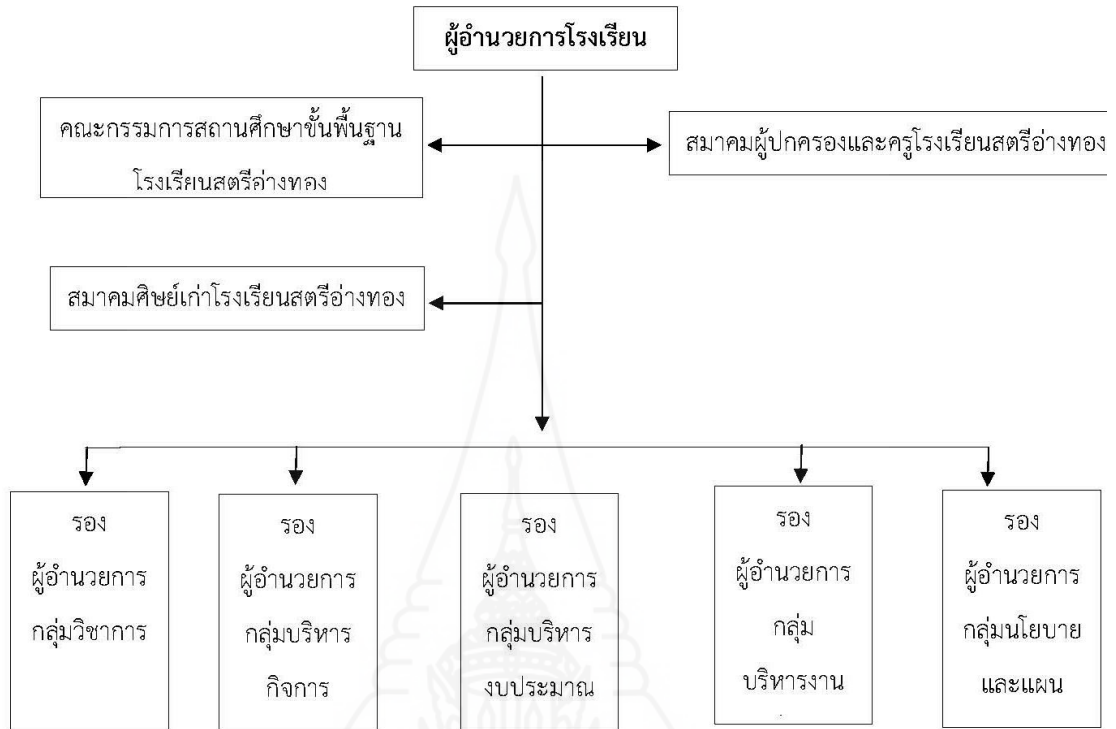 ผู้อำนวยการโรงเรียน
คณะกรรมการสถานศึกษาขั้นพื้นฐาน
โรงเรียนสตรีอ่างทอง
สมาคมผู้ปกครองและครูโรงเรียนสตรีอ่างทอง
สมาคมศิษย์เก่าโรงเรียนสตรีอ่างทอง
รอง
ผู้อำนวยการ
กลุ่มวิชาการ
รอง
ผู้อำนวยการ
กลุ่มบริหาร
กิจการ
รอง
ผู้อำนวยการ
กลุ่มบริหาร
งบประมาณ
รอง
ผู้อำนวยการ
กลุ่ม
บริหารงาน
รอง
ผู้อำนวยการ
กลุ่มนโยบาย
และแผน